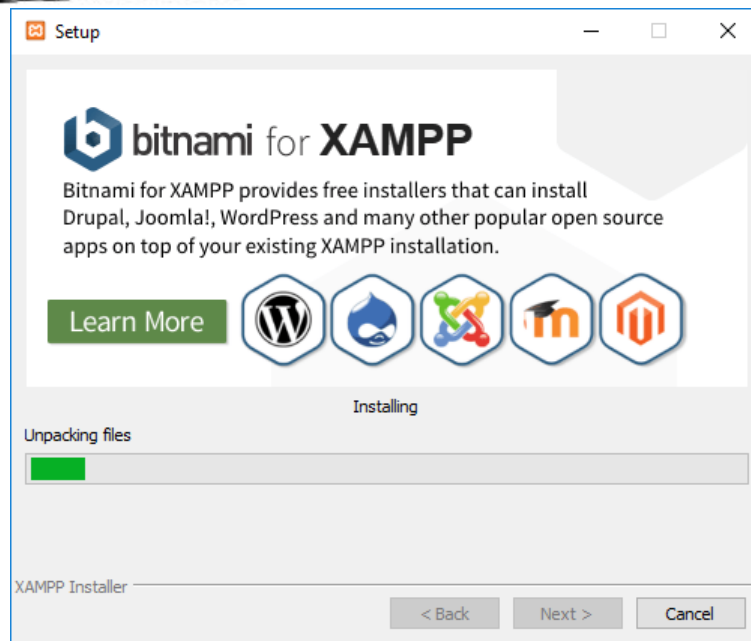 Setup
bitnami for XAMPP
Bitnami for XAMPP provides free installers that can install
Drupal, Joomla!, WordPress and many other popular open source
apps on top of your existing XAMPP installation.
Learn More
Installing
Unpacking files
XAMPP Installer
< Back Next > Cancel